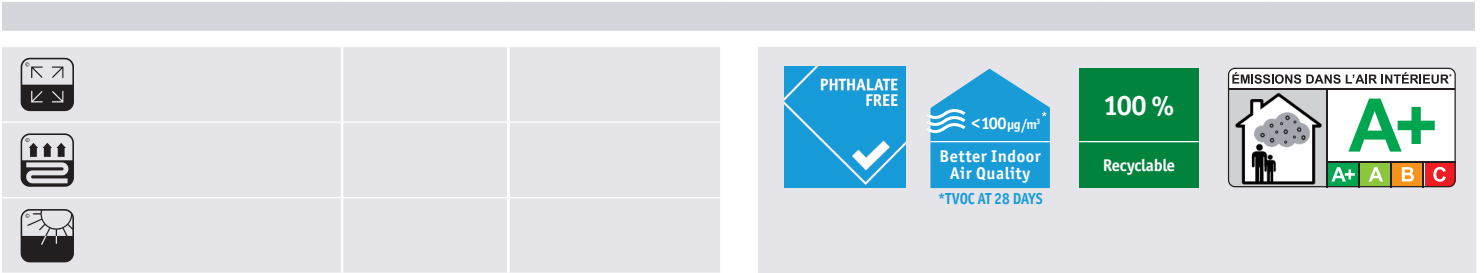 ©
©
©
PHTHALATE
FREE
<100µg/m³*
Better Indoor
Air Quality
*TVOC AT 28 DAYS
100 %
Recyclable
ÉMISSIONS DANS L'AIR INTÉRIEUR*
A+
A+ A B C